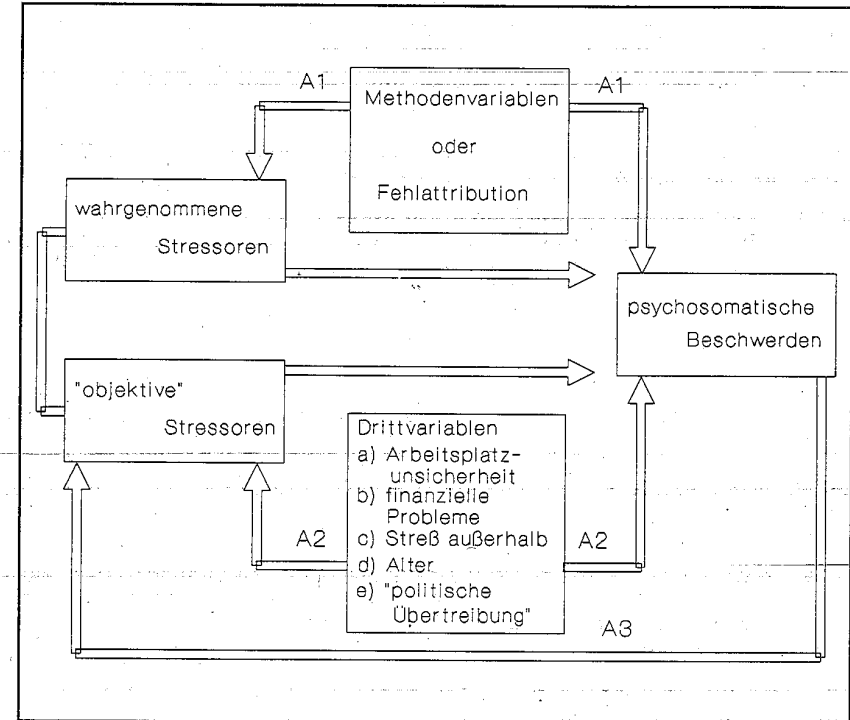 A1
Methodenvariablen
oder
Fehlattribution
A1
wahrgenommene
Stressoren
psychosomatische
Beschwerden
"objektive"
Stressoren
Drittvariablen
a) Arbeitsplatz-
unsicherheit
b) finanzielle
Probleme
c) Streß außerhalb
d) Alter
e) "politische
Übertreibung"
A2
A2
A3